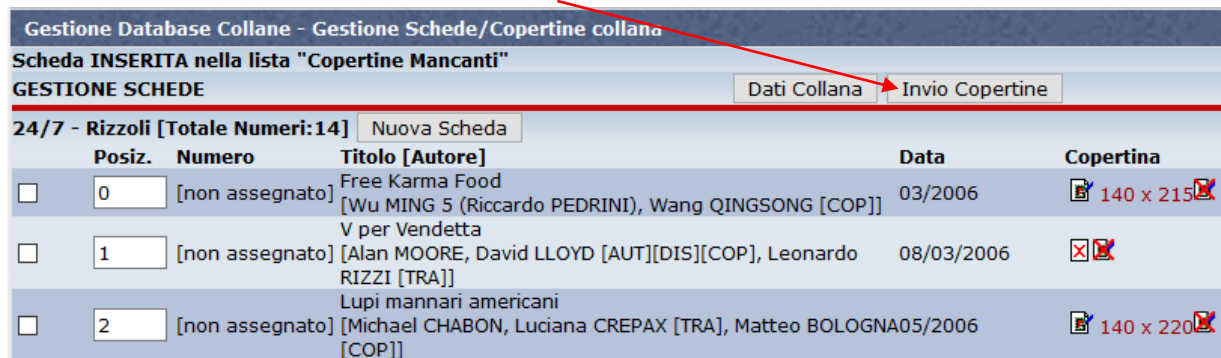 Gestione Database Collane - Gestione Schede/Copertine collana
Scheda INSERITA nella lista "Copertine Mancanti"
GESTIONE SCHEDE Dati Collana Invio Copertine
24/7 - Rizzoli [Totale Numeri:14] Nuova Scheda
Posiz. Numero Titolo [Autore] Data Copertina
0 [non assegnato] Free Karma Food 03/2006 140 x 215
[Wu MING 5 (Riccardo PEDRINI), Wang QINGSONG [COP]]
V per Vendetta
1 [non assegnato] [Alan MOORE, David LLOYD [AUT][DIS][COP], Leonardo 08/03/2006
RIZZI [TRA]]
Lupi mannari americani
2 [non assegnato] [Michael CHABON, Luciana CREPAX [TRA], Matteo BOLOGNA05/2006 140 x 220
[COP]]